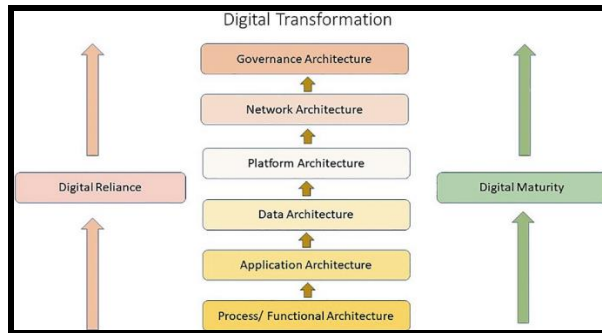 Digital Transformation
Governance Architecture
Network Architecture
Platform Architecture
Digital Reliance
Digital Maturity
Data Architecture
Application Architecture
Process/ Functional Architecture